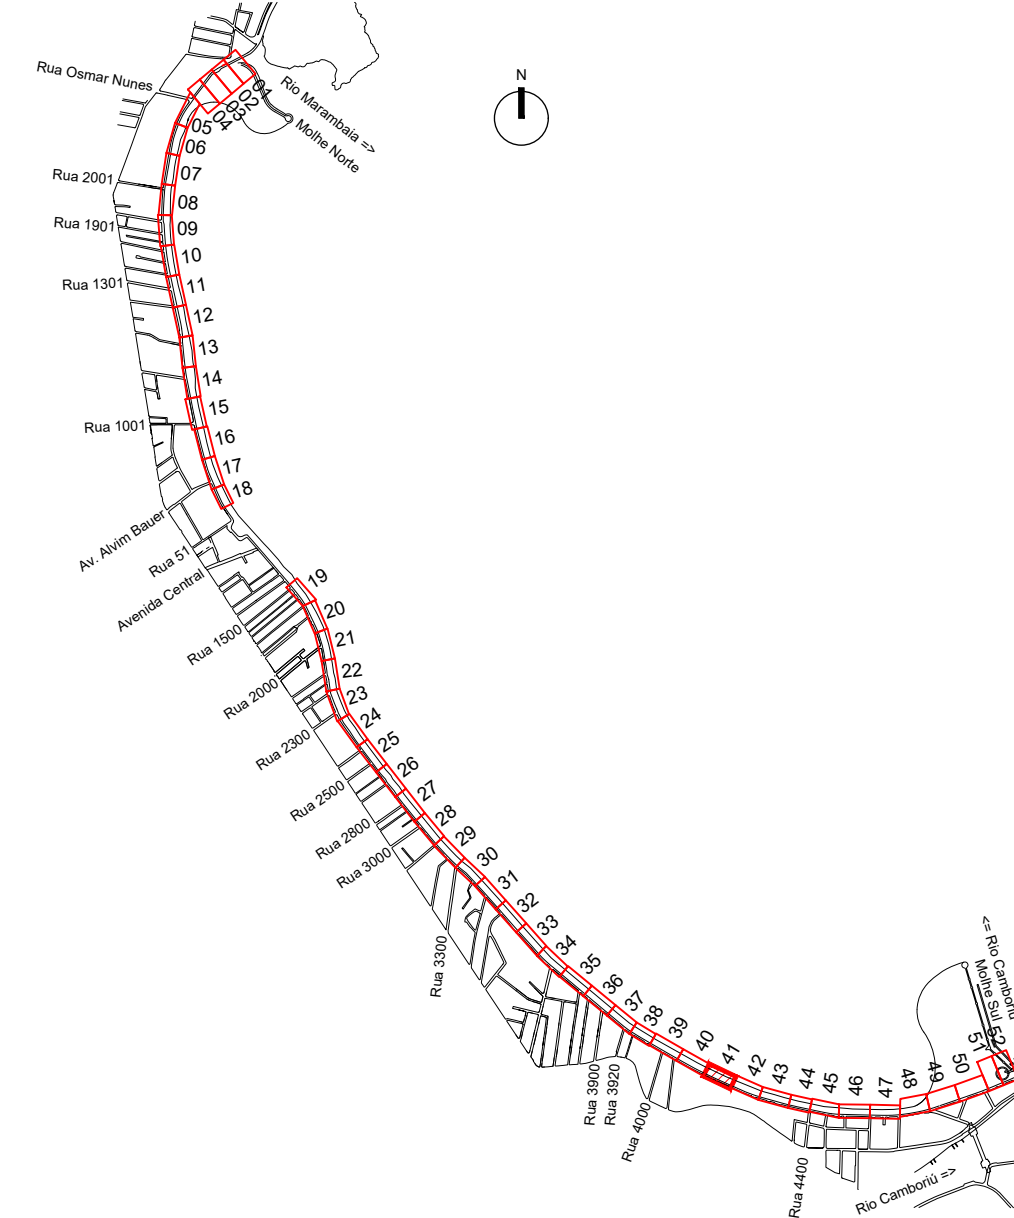 Rua Osmar Nunes
Rio Marambaia =>
Molhe Norte
N
01
02
03
04
05
06
07
Rua 2001
08
Rua 1901
09
10
Rua 1301
11
12
13
14
15
Rua 1001
16
17
18
Av. Alvim Bauer
Rua 51
Avenida Central
19
20
Rua 1500
21
22
Rua 2000
23
24
Rua 2300
25
26
Rua 2500
27
28
Rua 2800
29
Rua 3000
30
31
32
Rua 3300
33
34
35
36
37
38
39
40
41
42
43
44
45
46
47
48
49
50
51
52
<= Rio Camboriú
Molhe Sul
Rua 3900
Rua 3920
Rua 4000
Rua 4400
Rio Camboriú =>